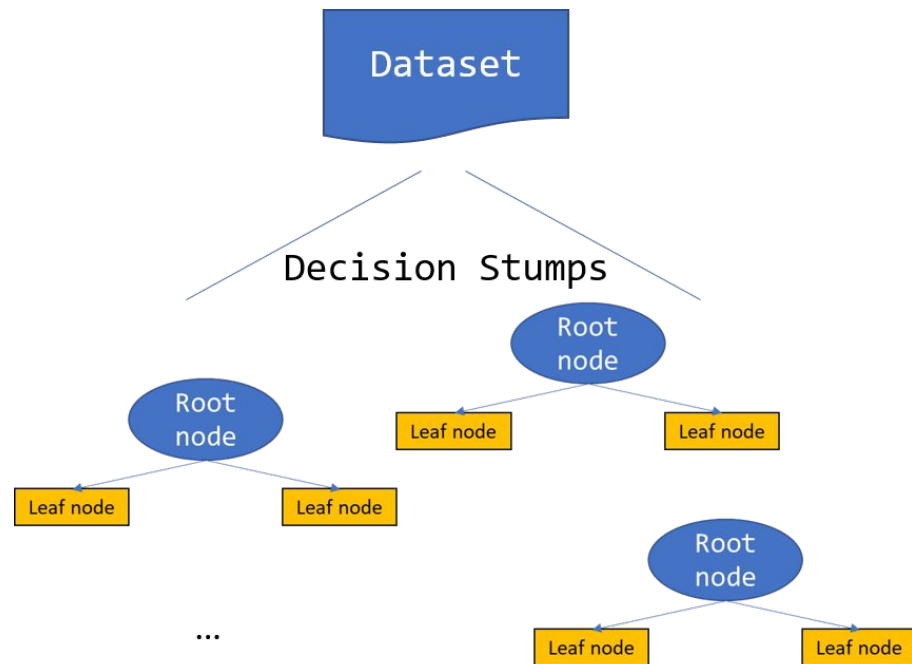 Dataset
Decision Stumps
Root
node
Leaf node
Leaf node
Root
node
Leaf node
Leaf node
Root
node
Leaf node
Leaf node
...